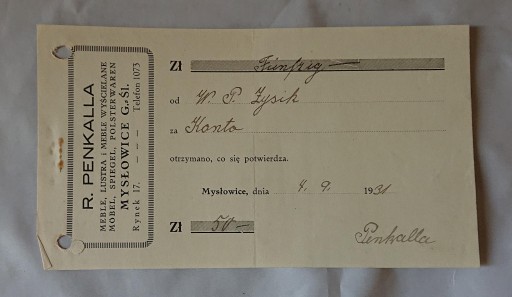 R. PENKALLA
MEBLE, LUSTRA i MEBLE WYŚCIELANE
MÖBEL, SPIEGEL, POLSTERWAREN
MYSŁOWICE G.-Śl.
Rynek 17. — — — Telefon 1073
Zł Fünfzig —
od W. P. Zysik
za Konto
otrzymano, co się potwierdza.
Mysłowice, dnia 4. 9. 1931
Zł 50 —
Penkalla